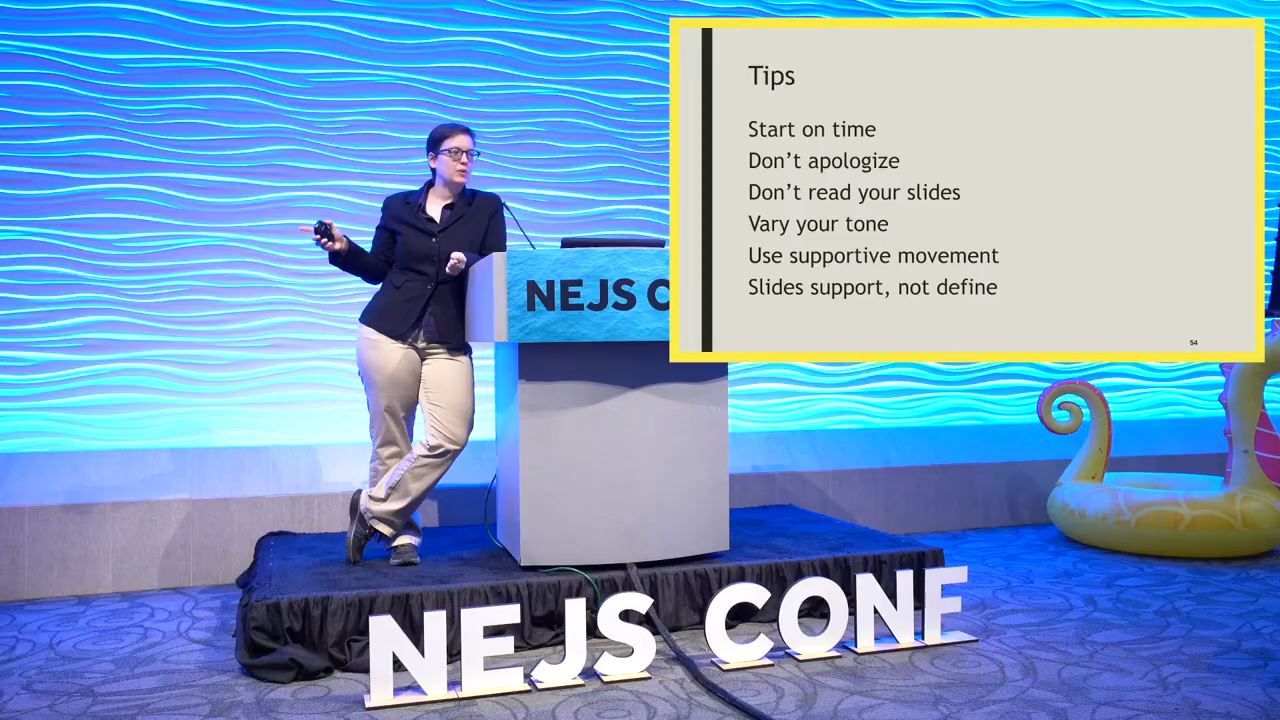 Tips
Start on time
Don’t apologize
Don’t read your slides
Vary your tone
Use supportive movement
Slides support, not define
54
NEJS C
NEJS CONF